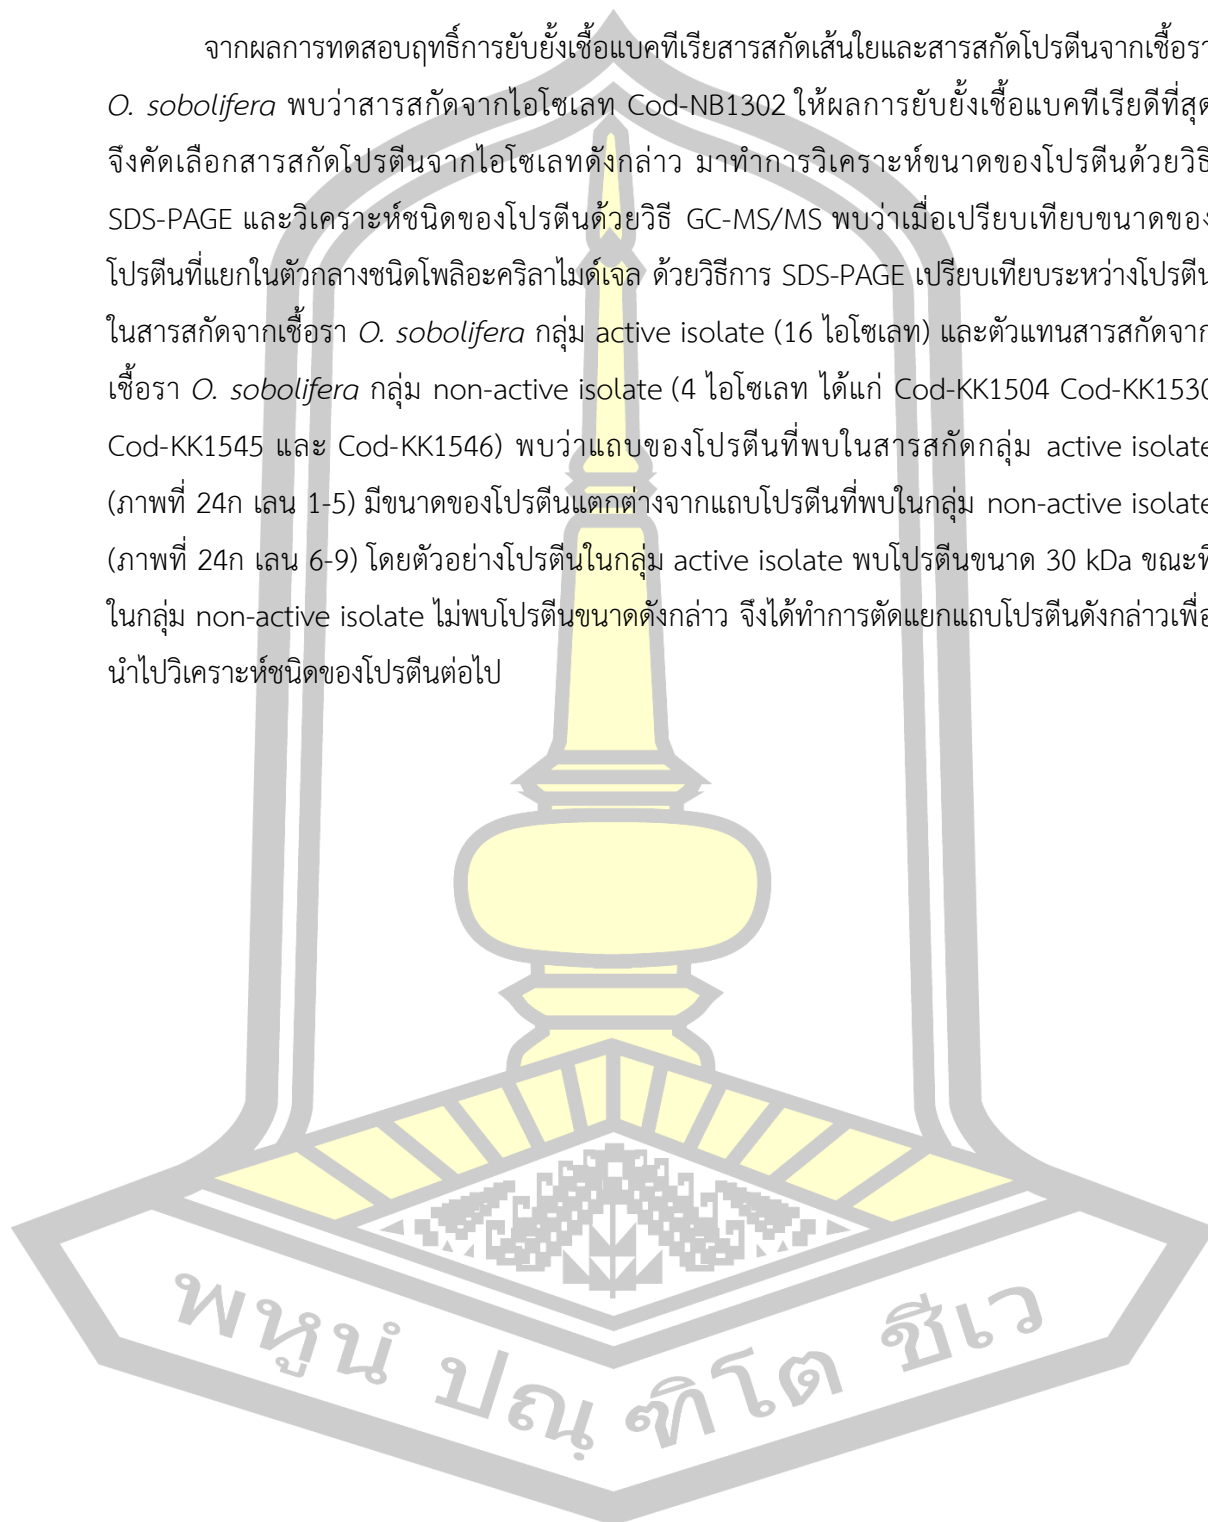 จากผลการทดสอบฤทธิ์การยับยั้งเชื้อแบคทีเรียสารสกัดเส้นใยและสารสกัดโปรตีนจากเชื้อรา
O. sobolifera พบว่าสารสกัดจากไอโซเลท Cod-NB1302 ให้ผลการยับยั้งเชื้อแบคทีเรียดีที่สุด
จึงคัดเลือกสารสกัดโปรตีนจากไอโซเลทดังกล่าว มาทำการวิเคราะห์ขนาดของโปรตีนด้วยวิธี
SDS-PAGE และวิเคราะห์ชนิดของโปรตีนด้วยวิธี GC-MS/MS พบว่าเมื่อเปรียบเทียบขนาดของ
โปรตีนที่แยกในตัวกลางชนิดโพลิอะคริลาไมด์เจล ด้วยวิธีการ SDS-PAGE เปรียบเทียบระหว่างโปรตีน
ในสารสกัดจากเชื้อรา O. sobolifera กลุ่ม active isolate (16 ไอโซเลท) และตัวแทนสารสกัดจาก
เชื้อรา O. sobolifera กลุ่ม non-active isolate (4 ไอโซเลท ได้แก่ Cod-KK1504 Cod-KK1530
Cod-KK1545 และ Cod-KK1546) พบว่าแถบของโปรตีนที่พบในสารสกัดกลุ่ม active isolate
(ภาพที่ 24ก เลน 1-5) มีขนาดของโปรตีนแตกต่างจากแถบโปรตีนที่พบในกลุ่ม non-active isolate
(ภาพที่ 24ก เลน 6-9) โดยตัวอย่างโปรตีนในกลุ่ม active isolate พบโปรตีนขนาด 30 kDa ขณะที่
ในกลุ่ม non-active isolate ไม่พบโปรตีนขนาดดังกล่าว จึงได้ทำการตัดแยกแถบโปรตีนดังกล่าวเพื่อ
นำไปวิเคราะห์ชนิดของโปรตีนต่อไป
พหูนํ ปณฺฑิโต ชีเว